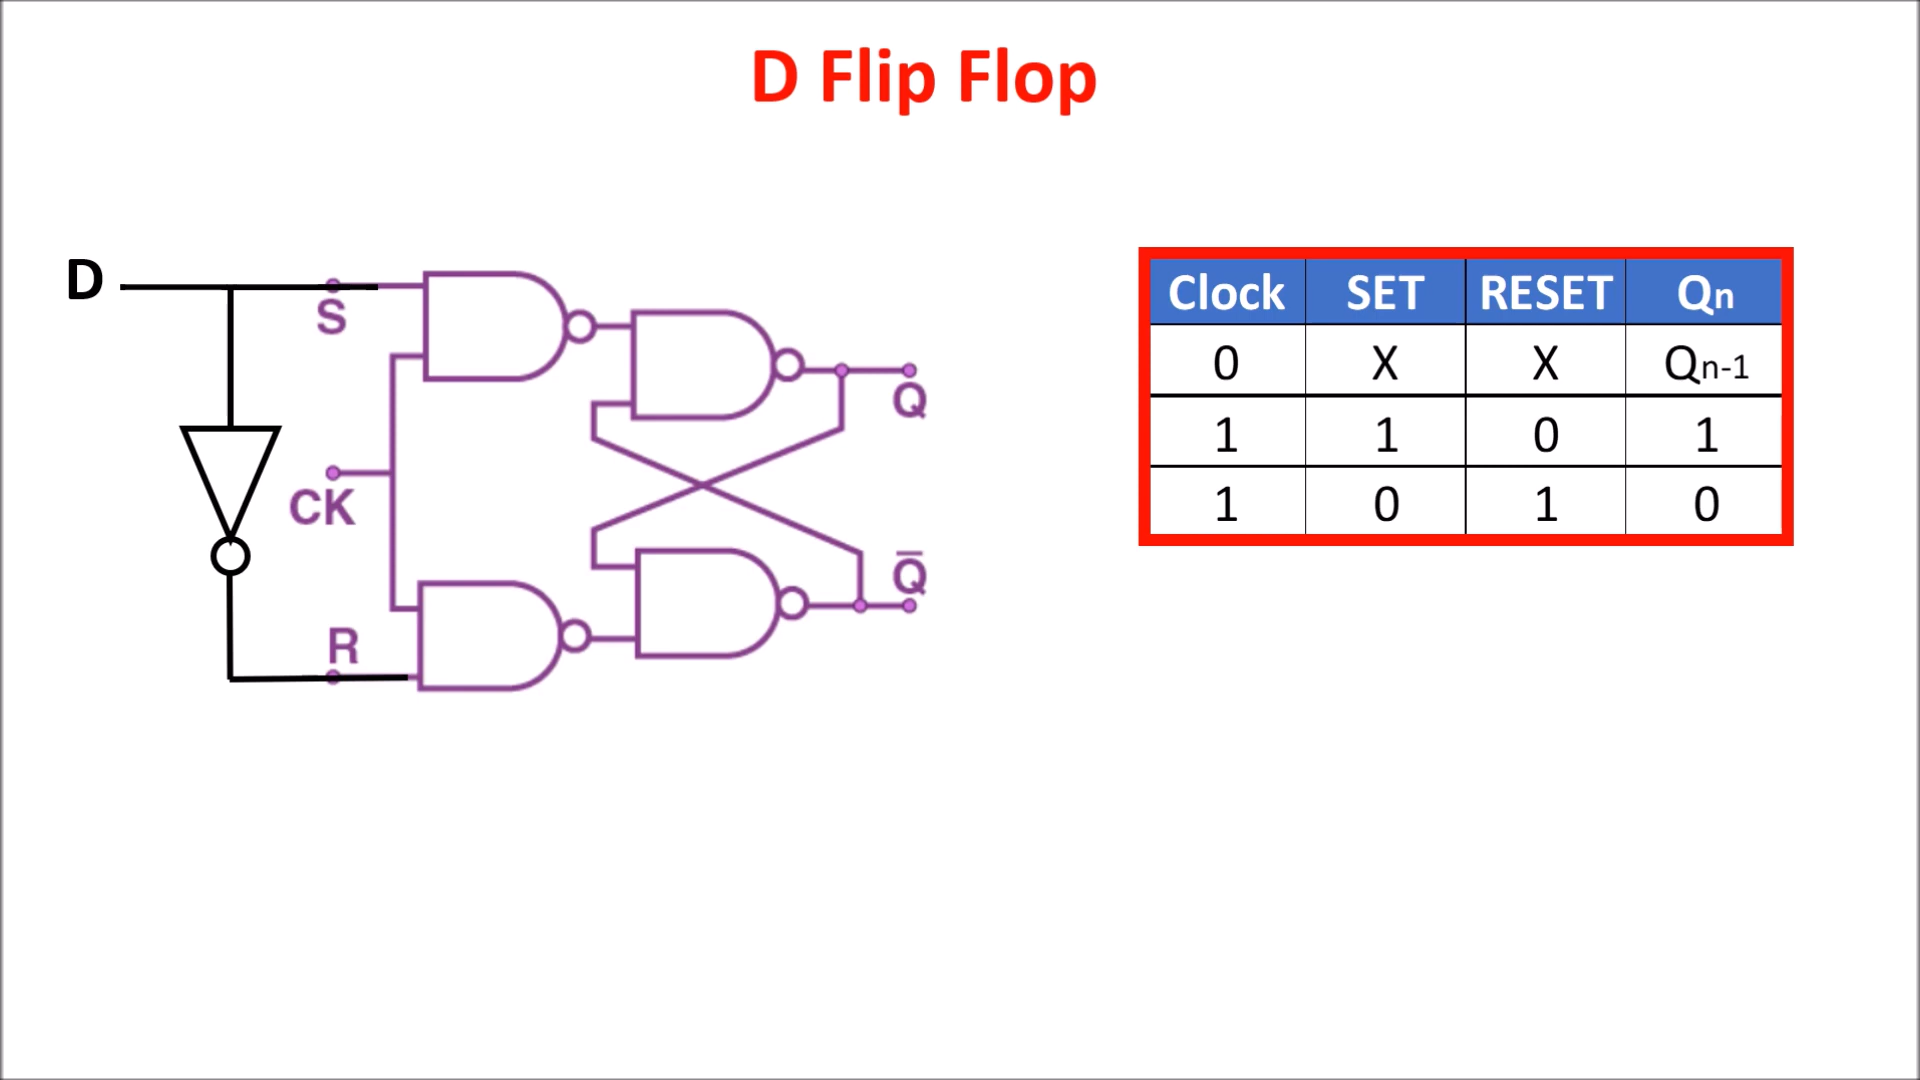 D Flip Flop
D
S
CK
R
Q
Q̅
Clock SET RESET Qn
0 X X Qn-1
1 1 0 1
1 0 1 0